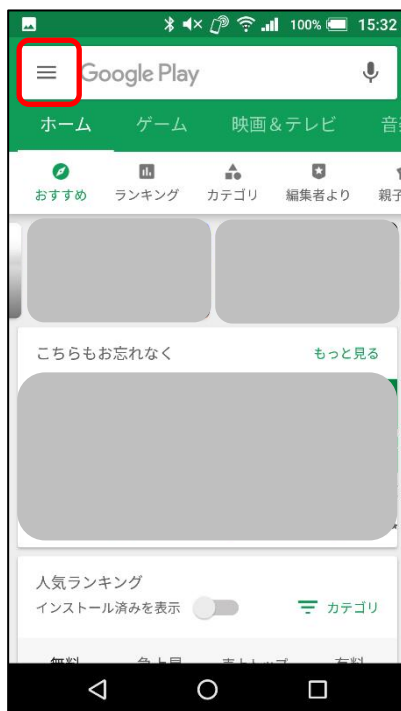 100% 15:32
Google Play
ホーム ゲーム 映画＆テレビ
おすすめ ランキング カテゴリ 編集者より 親子
こちらもお忘れなく もっと見る
人気ランキング
インストール済みを表示 カテゴリ